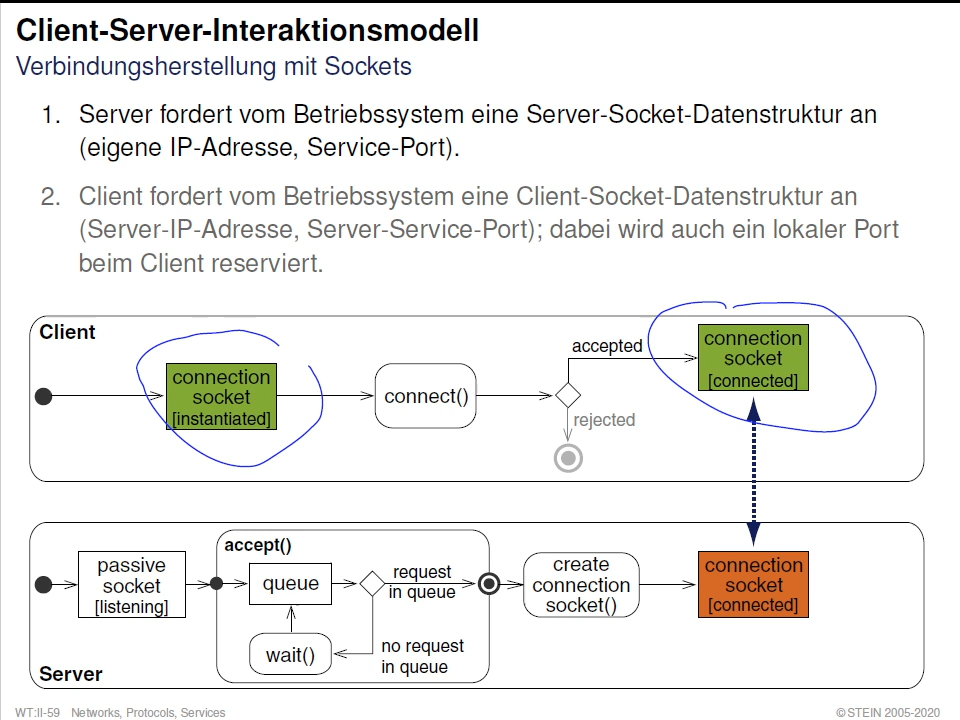 Client-Server-Interaktionsmodell
Verbindungsherstellung mit Sockets
1. Server fordert vom Betriebssystem eine Server-Socket-Datenstruktur an
(eigene IP-Adresse, Service-Port).
2. Client fordert vom Betriebssystem eine Client-Socket-Datenstruktur an
(Server-IP-Adresse, Server-Service-Port); dabei wird auch ein lokaler Port
beim Client reserviert.
Client
connection
socket
[instantiated]
connect()
accepted
rejected
connection
socket
[connected]
passive
socket
[listening]
accept()
queue
request
in queue
wait()
no request
in queue
create
connection
socket()
connection
socket
[connected]
Server
WT:II-59 Networks, Protocols, Services
© STEIN 2005-2020